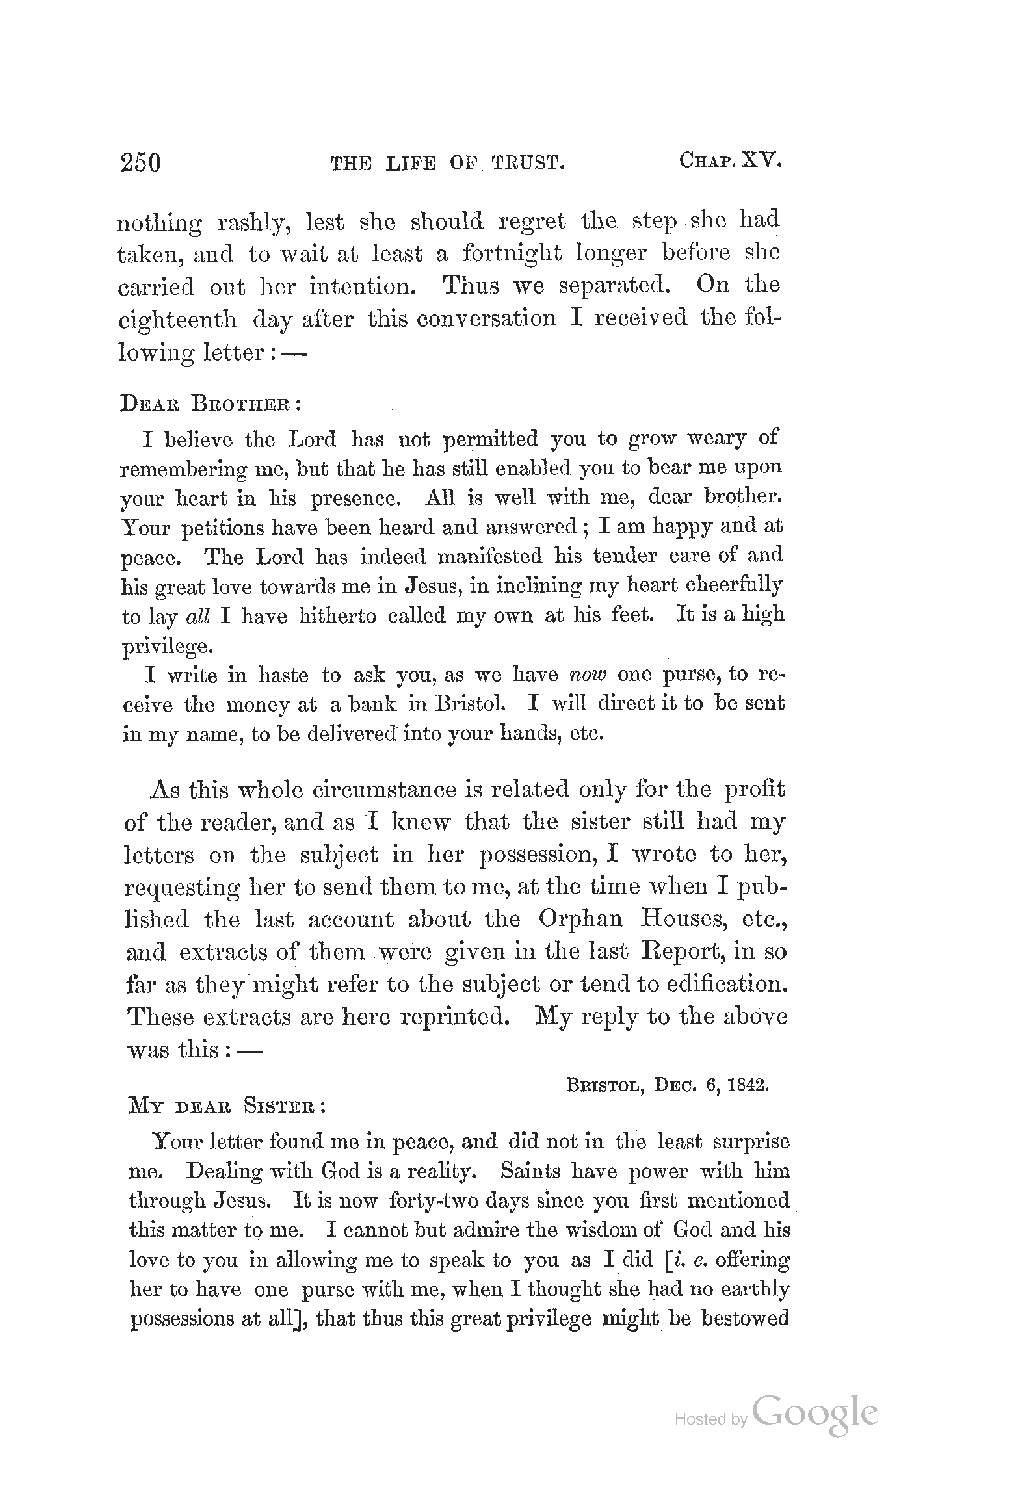 250 THE LIFE OF TRUST. CHAP. XV.
nothing rashly, lest she should regret the step she had
taken, and to wait at least a fortnight longer before she
carried out her intention. Thus we separated. On the
eighteenth day after this conversation I received the fol-
lowing letter:—
DEAR BROTHER:
I believe the Lord has not permitted you to grow weary of
remembering me, but that he has still enabled you to bear me upon
your heart in his presence. All is well with me, dear brother.
Your petitions have been heard and answered; I am happy and at
peace. The Lord has indeed manifested his tender care of and
his great love towards me in Jesus, in inclining my heart cheerfully
to lay all I have hitherto called my own at his feet. It is a high
privilege.
I write in haste to ask you, as we have now one purse, to re-
ceive the money at a bank in Bristol. I will direct it to be sent
in my name, to be delivered into your hands, etc.
As this whole circumstance is related only for the profit
of the reader, and as I knew that the sister still had my
letters on the subject in her possession, I wrote to her,
requesting her to send them to me, at the time when I pub-
lished the last account about the Orphan Houses, etc.,
and extracts of them were given in the last Report, in so
far as they might refer to the subject or tend to edification.
These extracts are here reprinted. My reply to the above
was this:—
BRISTOL, DEC. 6, 1842.
MY DEAR SISTER:
Your letter found me in peace, and did not in the least surprise
me. Dealing with God is a reality. Saints have power with him
through Jesus. It is now forty-two days since you first mentioned
this matter to me. I cannot but admire the wisdom of God and his
love to you in allowing me to speak to you as I did [i. e. offering
her to have one purse with me, when I thought she had no earthly
possessions at all], that thus this great privilege might be bestowed
Hosted by Google